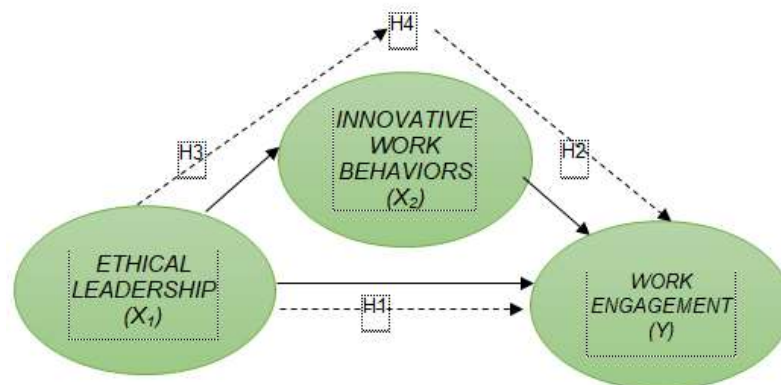 H4
INNOVATIVE
WORK
BEHAVIORS
(X₂)
H3
H2
ETHICAL
LEADERSHIP
(X₁)
WORK
ENGAGEMENT
(Y)
H1